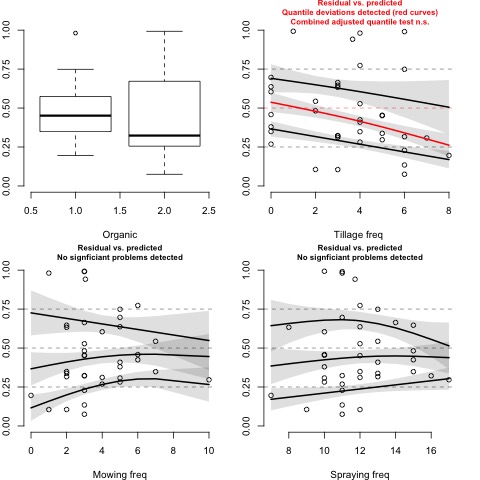 Residual vs. predicted
Quantile deviations detected (red curves)
Combined adjusted quantile test n.s.
0.00 0.25 0.50 0.75 1.00
0.5 1.0 1.5 2.0 2.5
Organic
0.00 0.25 0.50 0.75 1.00
0 2 4 6 8
Tillage freq
Residual vs. predicted
No signficiant problems detected
0.00 0.25 0.50 0.75 1.00
0 2 4 6 8 10
Mowing freq
Residual vs. predicted
No signficiant problems detected
0.00 0.25 0.50 0.75 1.00
8 10 12 14 16
Spraying freq